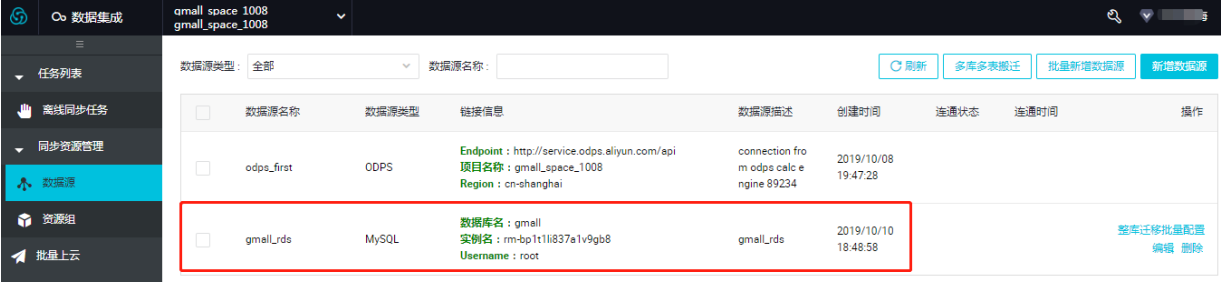 数据集成
gmall_space_1008
gmall_space_1008
任务列表
离线同步任务
同步资源管理
数据源
资源组
批量上云
数据源类型: 全部
数据源名称:
刷新
多库多表搬迁
批量新增数据源
新增数据源
数据源名称 数据源类型 链接信息 数据源描述 创建时间 连通状态 连通时间 操作
odps_first
ODPS
Endpoint : http://service.odps.aliyun.com/api
项目名称 : gmall_space_1008
Region : cn-shanghai
connection fro
m odps calc e
ngine 89234
2019/10/08
19:47:28
gmall_rds
MySQL
数据库名 : gmall
实例名 : rm-bp1t1li837a1v9gb8
Username : root
gmall_rds
2019/10/10
18:48:58
整库迁移批量配置
编辑 删除